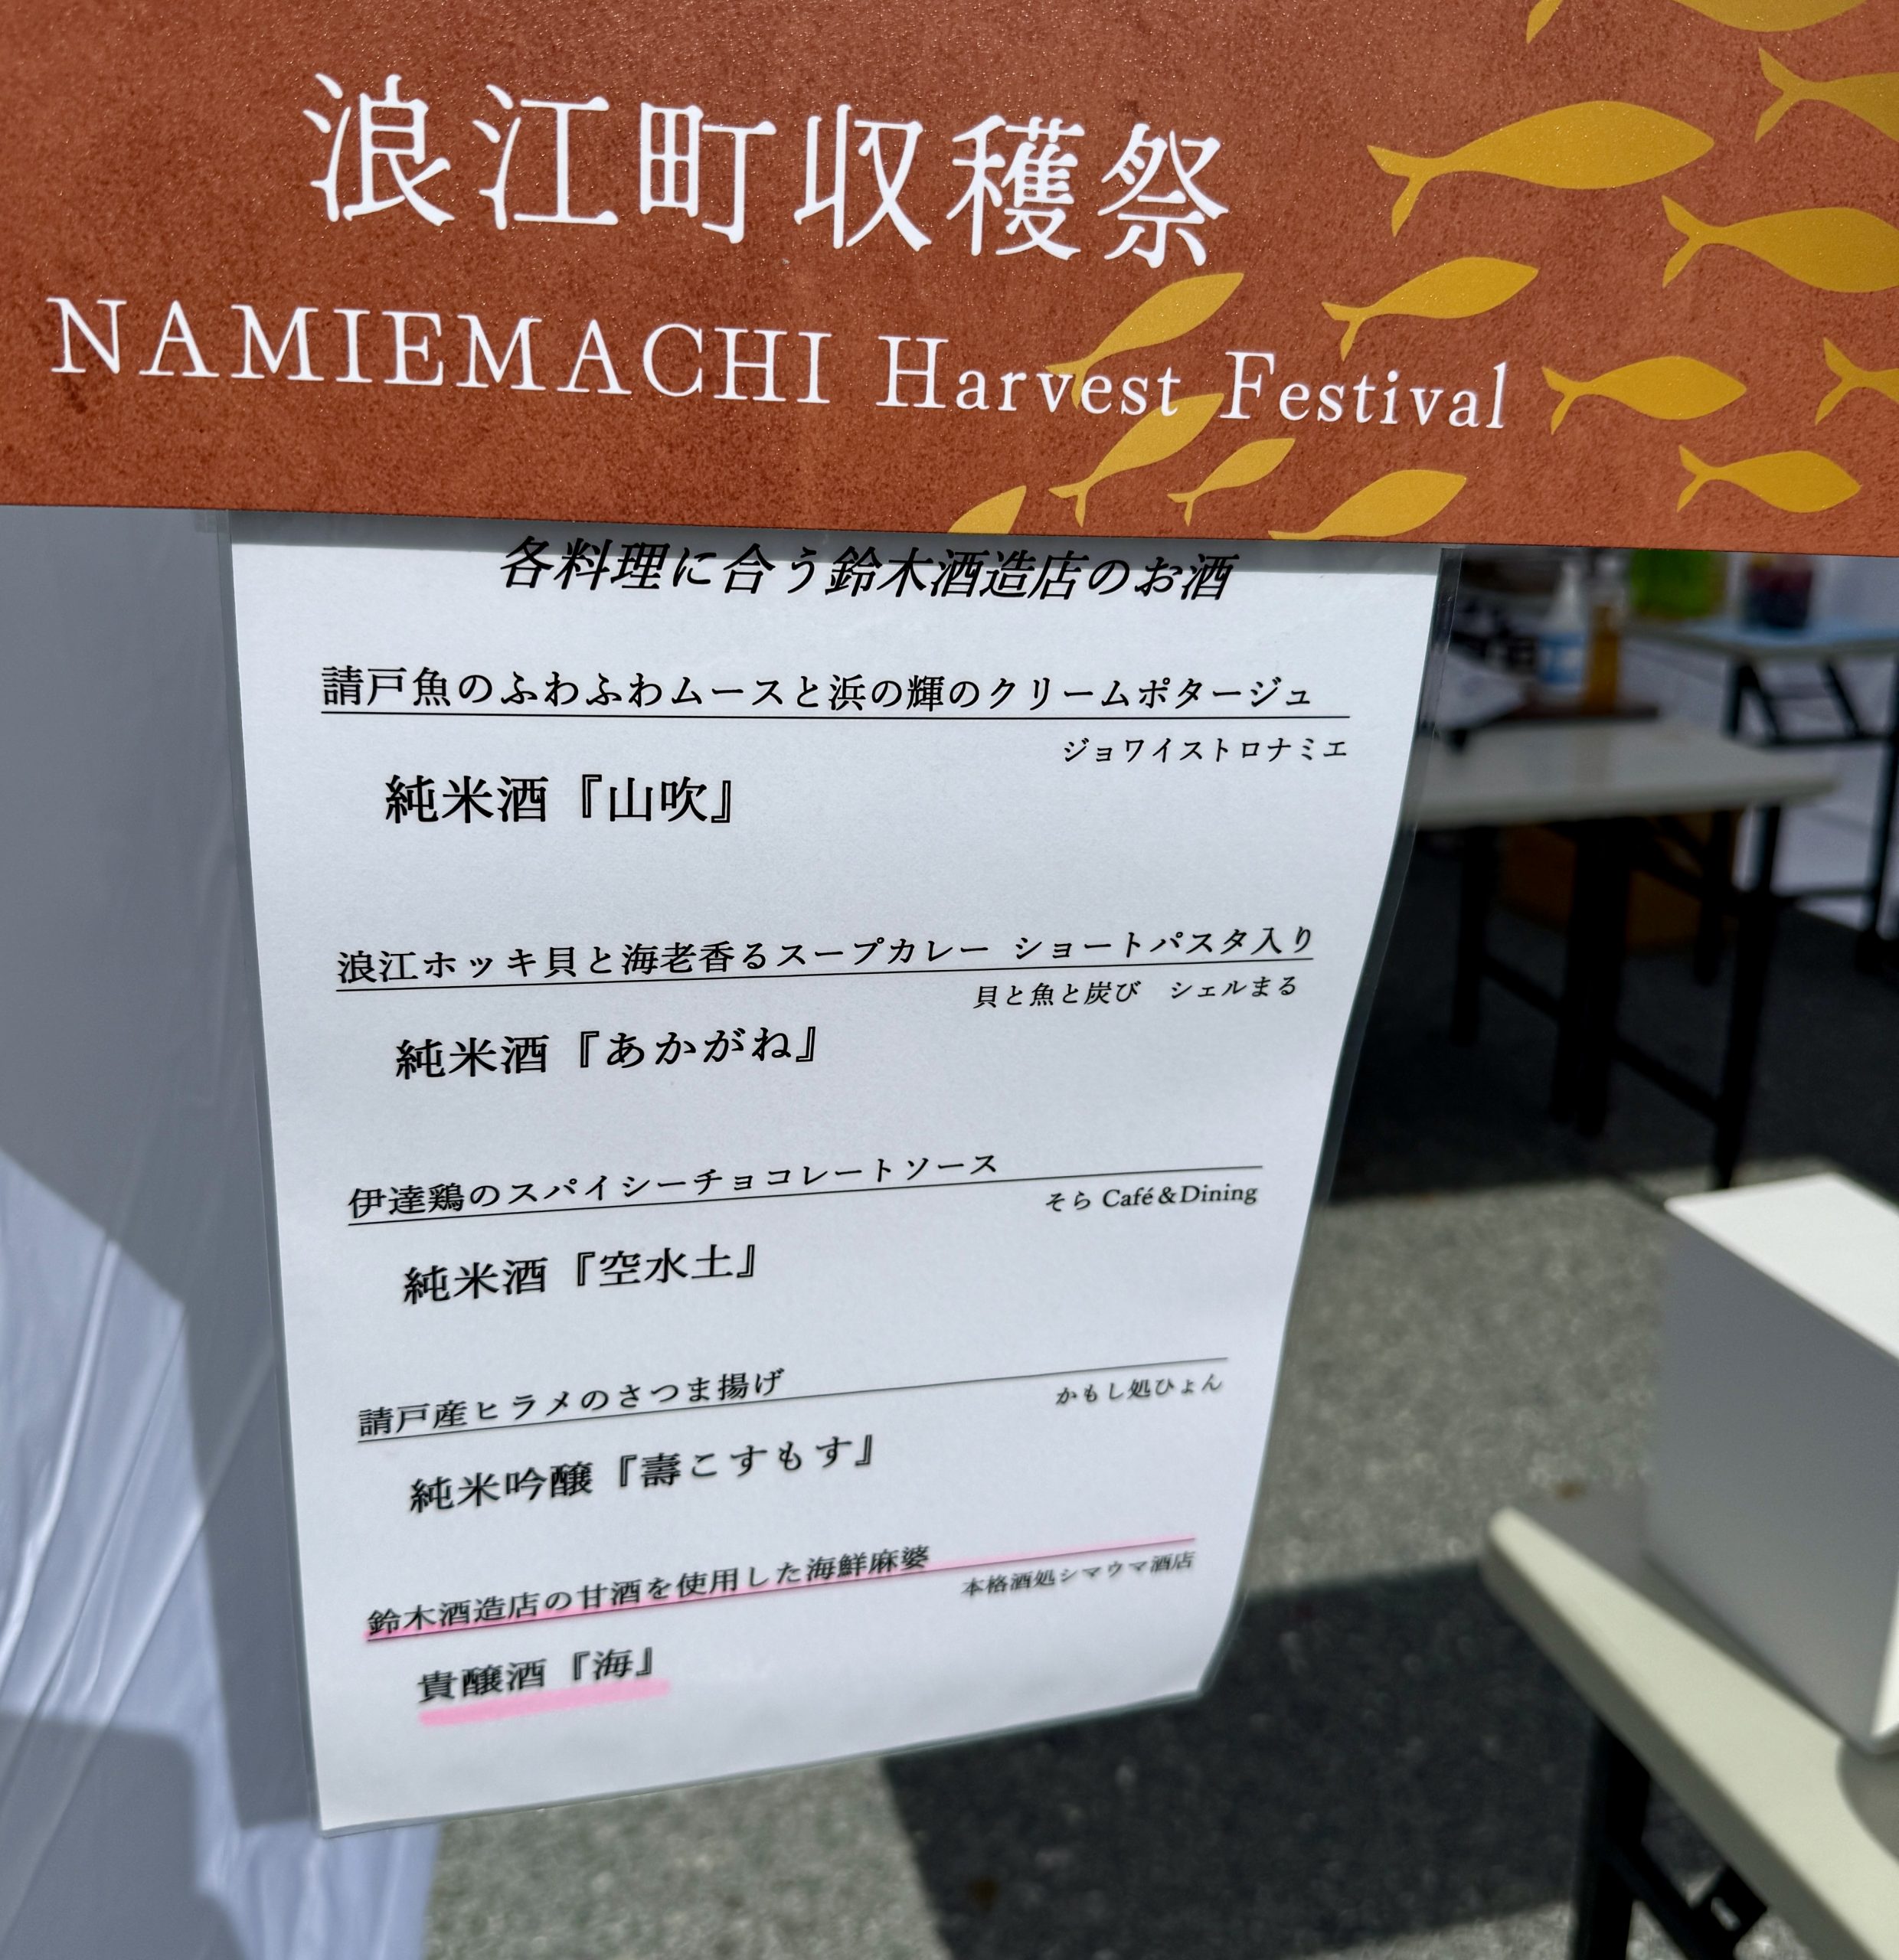 浪江町収穫祭
NAMIEMACHI Harvest Festival
各料理に合う鈴木酒造店のお酒
請戸魚のふわふわムースと浜の輝のクリームポタージュ
ジョワイストロナミエ
純米酒『山吹』
浪江ホッキ貝と海老香るスープカレー ショートパスタ入り
貝と魚と炭び　シェルまる
純米酒『あかがね』
伊達鶏のスパイシーチョコレートソース
そら Café＆Dining
純米酒『空水土』
請戸産ヒラメのさつま揚げ
かもし処ひょん
純米吟醸『壽こすもす』
鈴木酒造店の甘酒を使用した海鮮麻婆
本格酒処シマウマ酒店
貴醸酒『海』